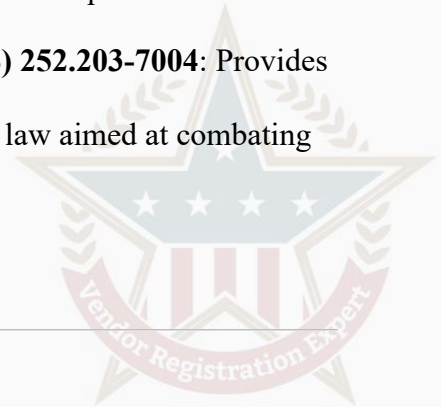 ) 252.203-7004: Provides
law aimed at combating
Vendor Registration Expert